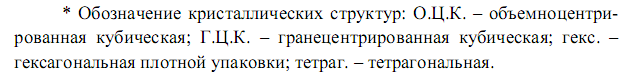 * Обозначение кристаллических структур: О.Ц.К. – объемноцентри-
рованная кубическая; Г.Ц.К. – гранецентрированная кубическая; гекс. –
гексагональная плотной упаковки; тетраг. – тетрагональная.